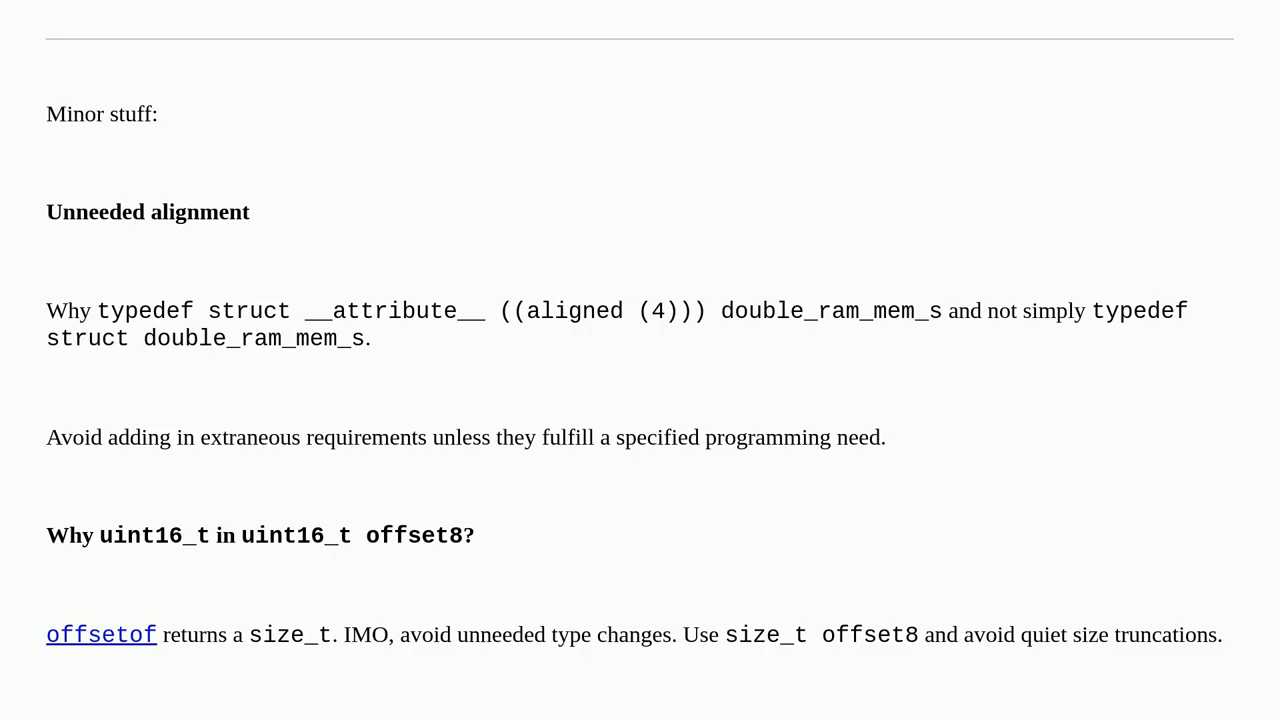 Minor stuff:
Unneeded alignment
Why typedef struct __attribute__ ((aligned (4))) double_ram_mem_s and not simply typedef
struct double_ram_mem_s.
Avoid adding in extraneous requirements unless they fulfill a specified programming need.
Why uint16_t in uint16_t offset8?
offsetof returns a size_t. IMO, avoid unneeded type changes. Use size_t offset8 and avoid quiet size truncations.